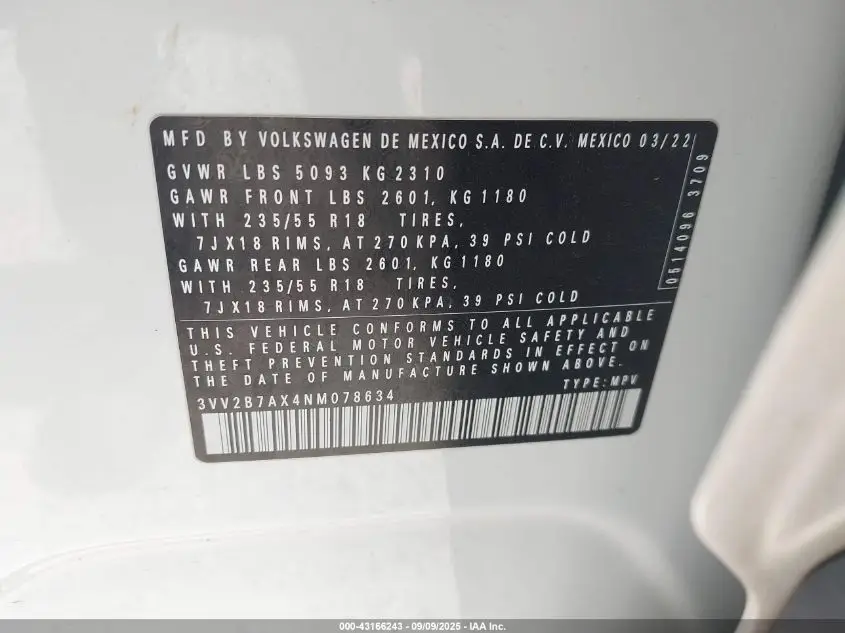 MFD BY VOLKSWAGEN DE MEXICO S.A. DE C.V. MEXICO 03/22
GVWR LBS 5093 KG 2310
GAWR FRONT LBS 2601, KG 1180
WITH 235/55 R18 TIRES,
7JX18 RIMS, AT 270 KPA, 39 PSI COLD
GAWR REAR LBS 2601, KG 1180
WITH 235/55 R18 TIRES,
7JX18 RIMS, AT 270 KPA, 39 PSI COLD
0514096 3709
THIS VEHICLE CONFORMS TO ALL APPLICABLE
U.S. FEDERAL MOTOR VEHICLE SAFETY AND
THEFT PREVENTION STANDARDS IN EFFECT ON
THE DATE OF MANUFACTURE SHOWN ABOVE.
TYPE: MPV
3VV2B7AX4NM078634
000-43166243 - 09/09/2025 - IAA Inc.